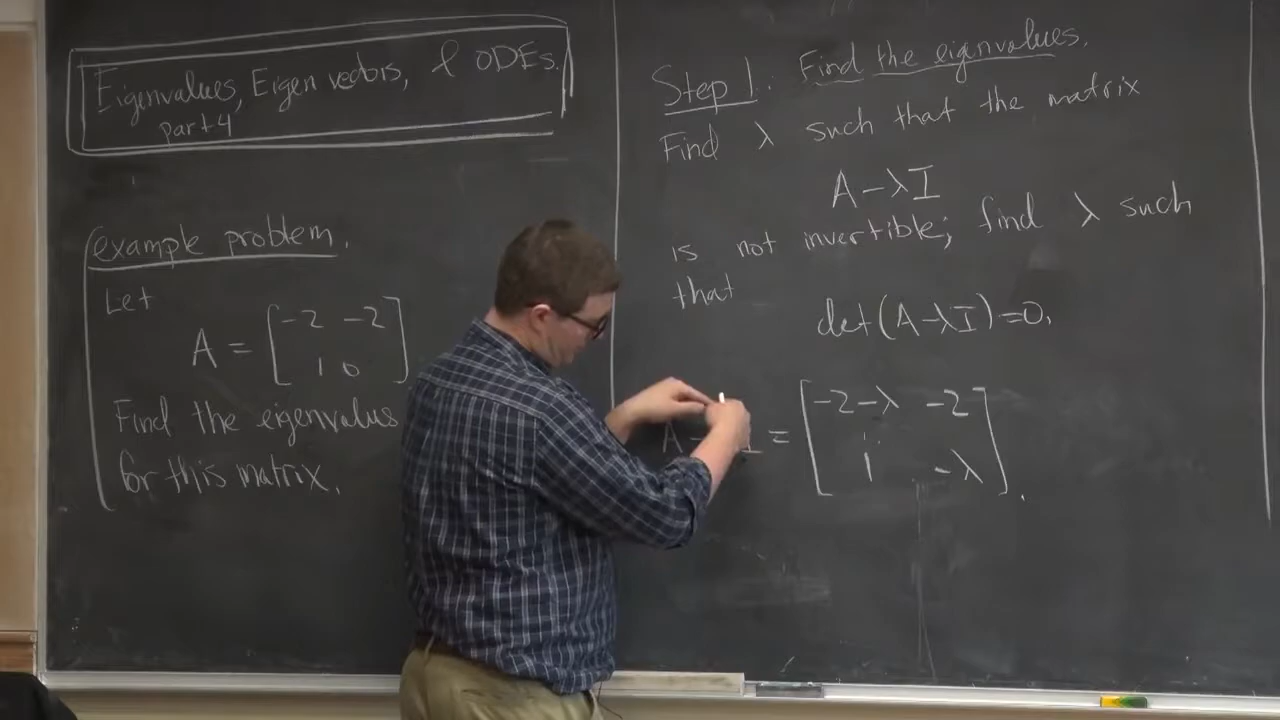 Eigenvalues, Eigen vectors, & ODEs.
part 4
example problem.
Let
A = [-2 -2
1 0]
Find the eigenvalues
for this matrix.
Step 1: Find the eigenvalues.
Find λ such that the matrix
A-λI
is not invertible; find λ such
that
det(A-λI)=0.
A - I = [-2-λ -2
1 -λ].